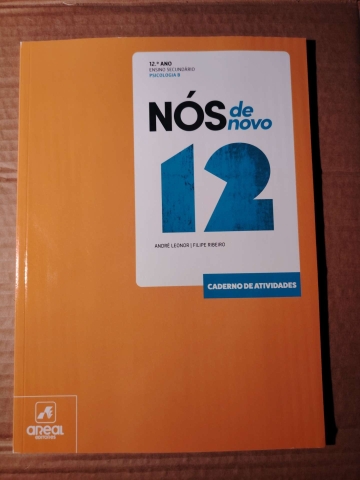 12.º ANO
ENSINO SECUNDÁRIO
PSICOLOGIA B
NÓS de
novo
12
ANDRÉ LEONOR | FILIPE RIBEIRO
CADERNO DE ATIVIDADES
AREAL
EDITORES